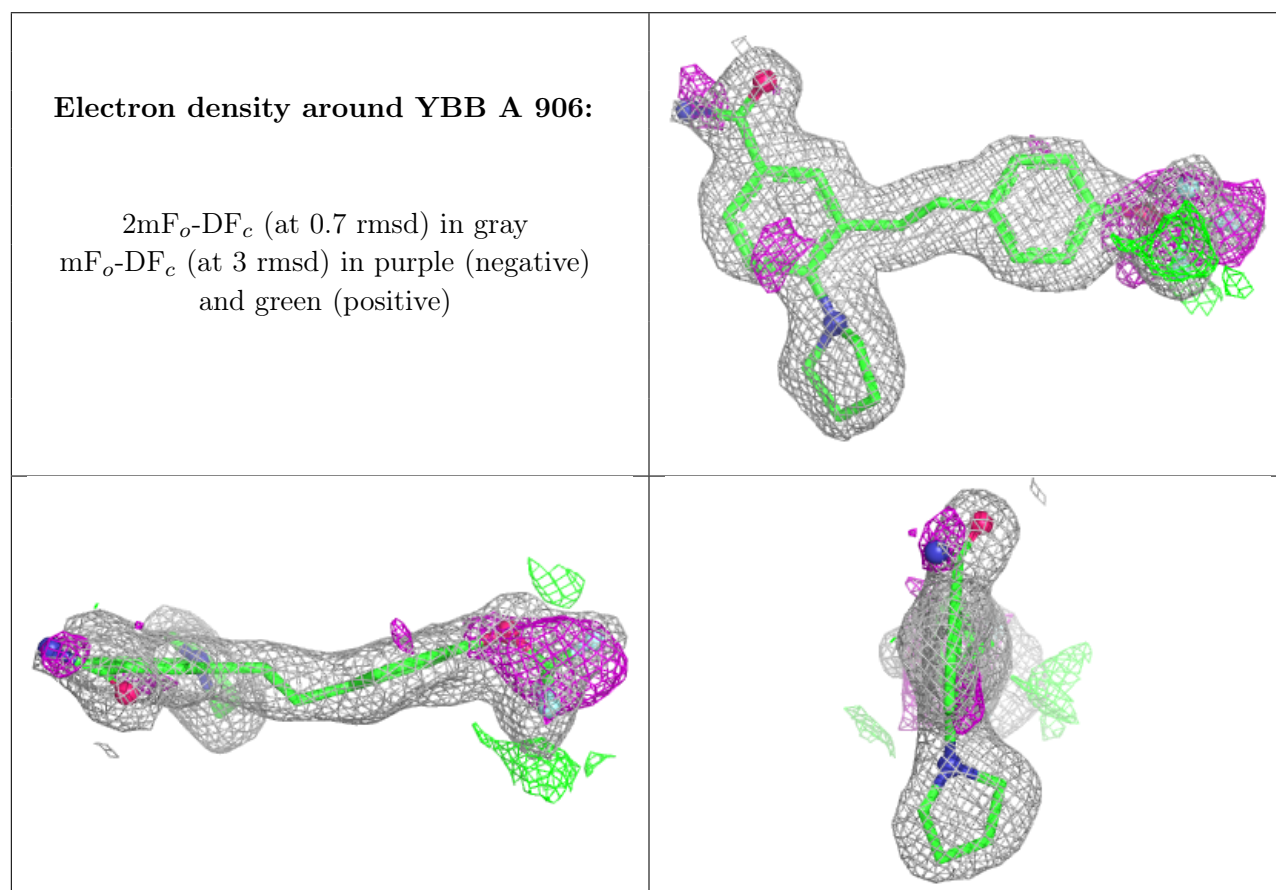 Electron density around YBB A 906:
2mFₒ-DF𝒸 (at 0.7 rmsd) in gray
mFₒ-DF𝒸 (at 3 rmsd) in purple (negative)
and green (positive)